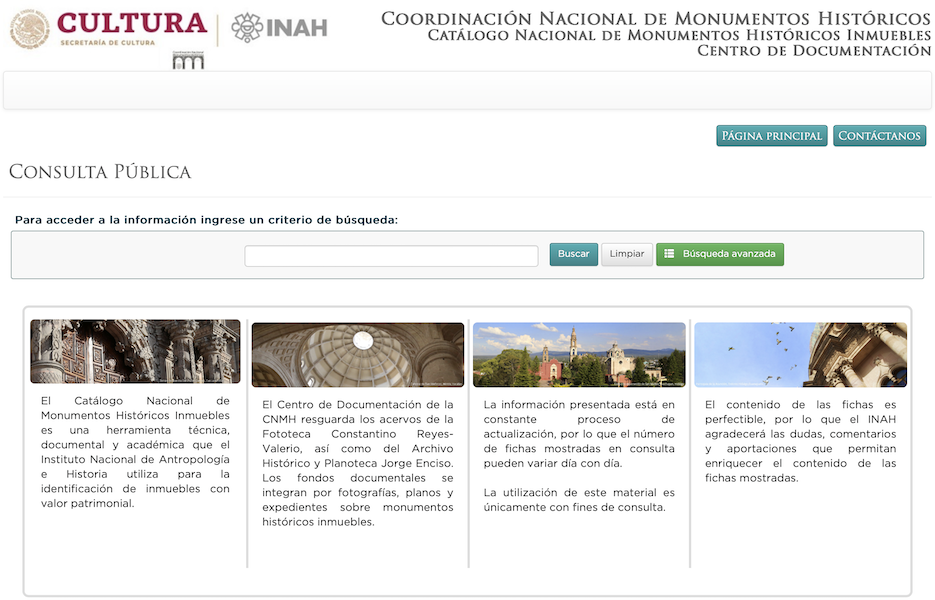 CULTURA
SECRETARÍA DE CULTURA
INAH
Coordinación Nacional de Monumentos Históricos
Catálogo Nacional de Monumentos Históricos Inmuebles
Centro de Documentación
Página principal
Contáctanos
Consulta Pública
Para acceder a la información ingrese un criterio de búsqueda:
Buscar
Limpiar
Búsqueda avanzada
El Catálogo Nacional de
Monumentos Históricos Inmuebles
es una herramienta técnica,
documental y académica que el
Instituto Nacional de Antropología
e Historia utiliza para la
identificación de inmuebles con
valor patrimonial.
El Centro de Documentación de la
CNMH resguarda los acervos de la
Fototeca Constantino Reyes-
Valerio, así como del Archivo
Histórico y Planoteca Jorge Enciso.
Los fondos documentales se
integran por fotografías, planos y
expedientes sobre monumentos
históricos inmuebles.
La información presentada está en
constante proceso de
actualización, por lo que el número
de fichas mostradas en consulta
pueden variar día con día.
La utilización de este material es
únicamente con fines de consulta.
El contenido de las fichas es
perfectible, por lo que el INAH
agradecerá las dudas, comentarios
y aportaciones que permitan
enriquecer el contenido de las
fichas mostradas.